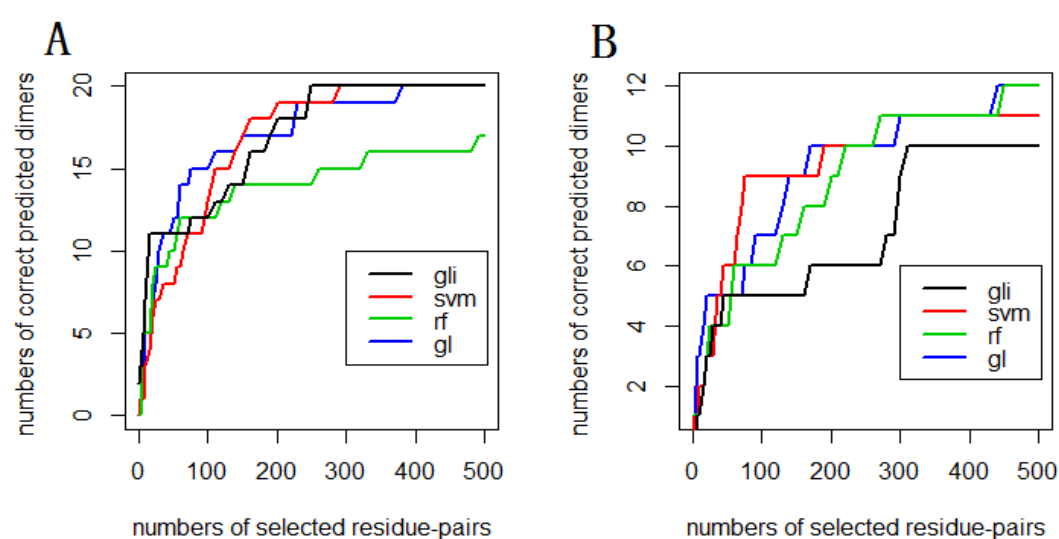 A
numbers of correct predicted dimers
20
15
10
5
0
gli
svm
rf
gl
0 100 200 300 400 500
numbers of selected residue-pairs
B
numbers of correct predicted dimers
12
10
8
6
4
2
gli
svm
rf
gl
0 100 200 300 400 500
numbers of selected residue-pairs